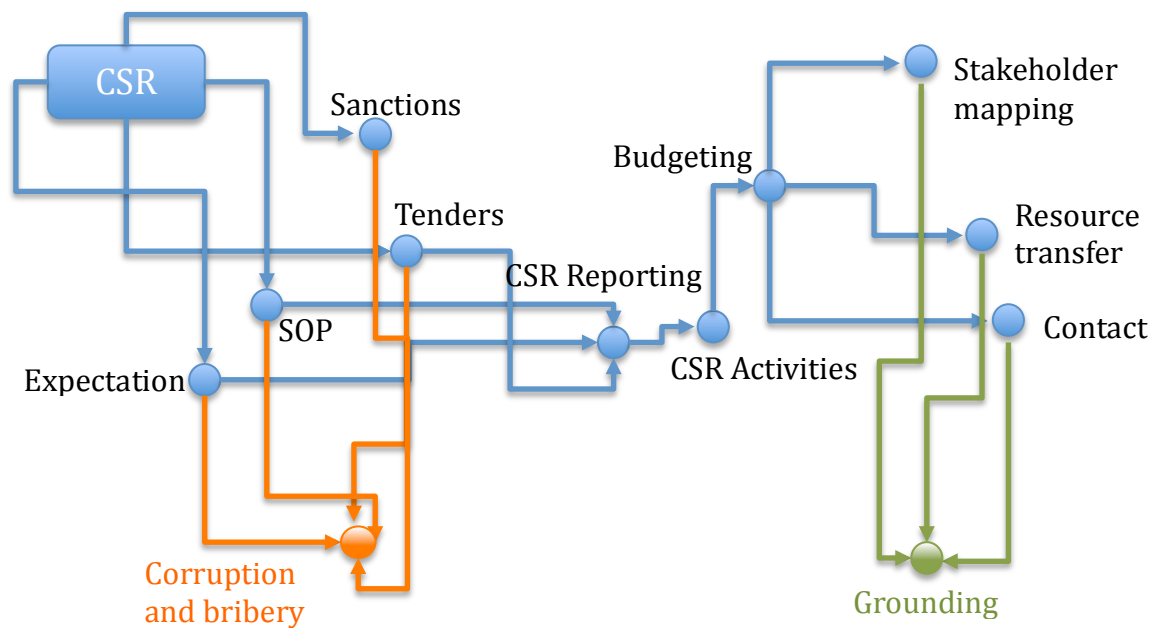 CSR
Sanctions
Tenders
SOP
Expectation
Corruption
and bribery
CSR Reporting
CSR Activities
Budgeting
Stakeholder
mapping
Resource
transfer
Contact
Grounding